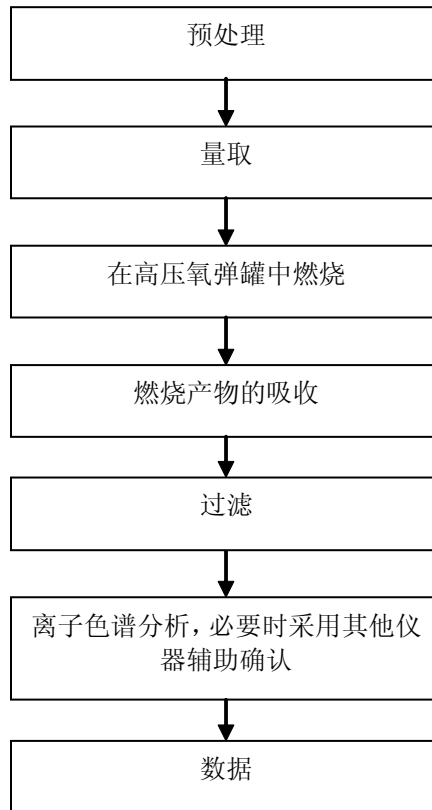 预处理
量取
在高压氧弹罐中燃烧
燃烧产物的吸收
过滤
离子色谱分析，必要时采用其他仪
器辅助确认
数据